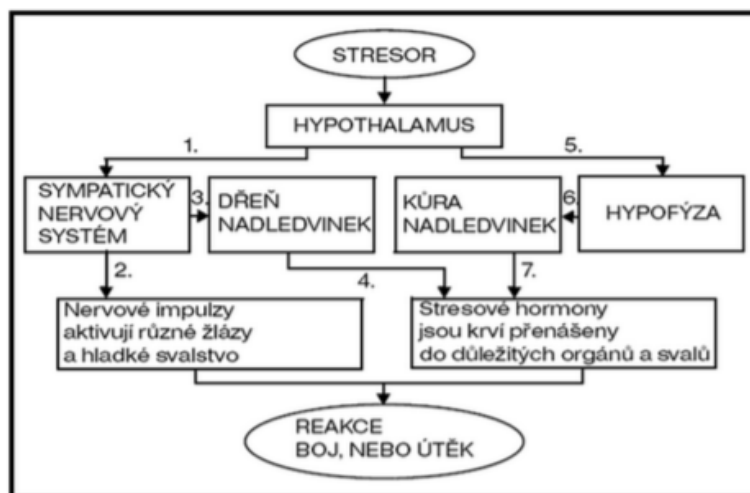 STRESOR
HYPOTHALAMUS
1.
5.
SYMPATICKÝ
NERVOVÝ
SYSTÉM
3.
DŘEŇ
NADLEDVINEK
KŮRA
NADLEDVINEK
6.
HYPOFÝZA
2.
4.
7.
Nervové impulzy
aktivují různé žlázy
a hladké svalstvo
Stresové hormony
jsou krví přenášeny
do důležitých orgánů a svalů
REAKCE
BOJ, NEBO ÚTĚK